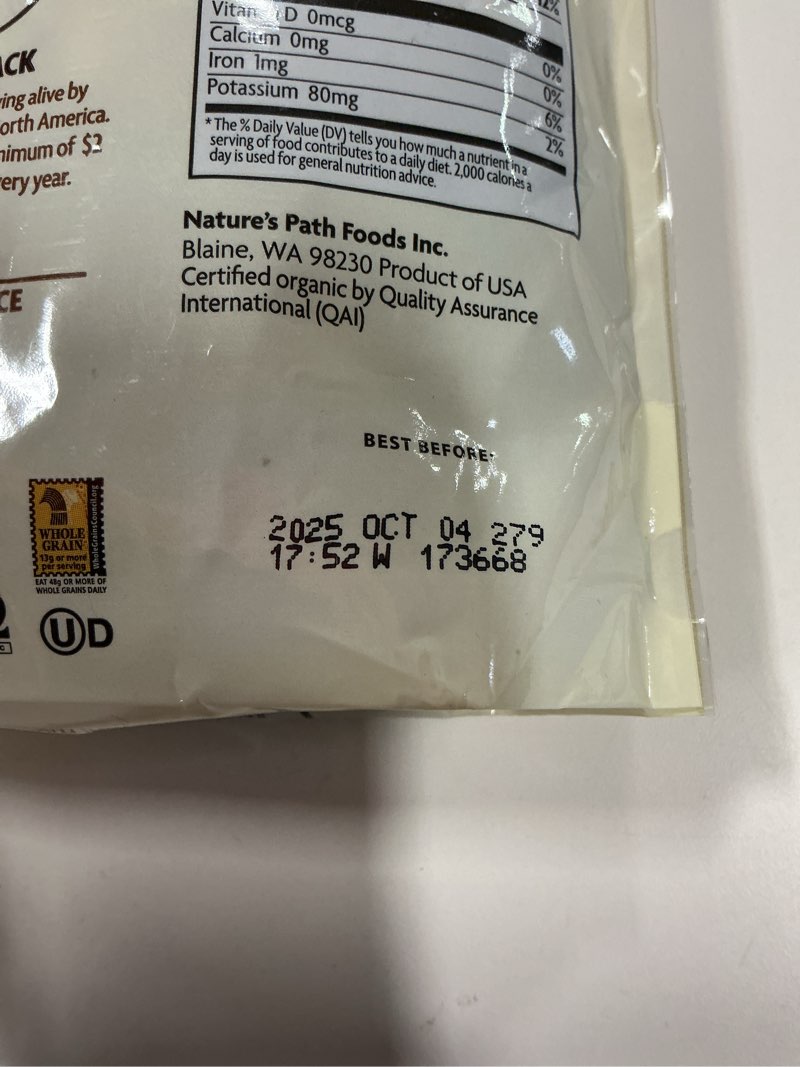 ACK
ving alive by
orth America.
nimum of $2
ery year.
CE
12%
Vitamin D 0mcg
0%
Calcium 0mg
0%
Iron 1mg
6%
Potassium 80mg
2%
* The % Daily Value (DV) tells you how much a nutrient in a
serving of food contributes to a daily diet. 2,000 calories a
day is used for general nutrition advice.
Nature's Path Foods Inc.
Blaine, WA 98230 Product of USA
Certified organic by Quality Assurance
International (QAI)
BEST BEFORE:
2025 OCT 04 279
17:52 W 173668
WHOLE
GRAIN
13g or more
per serving
WholeGrainsCouncil.org
EAT 48g OR MORE OF
WHOLE GRAINS DAILY
U D